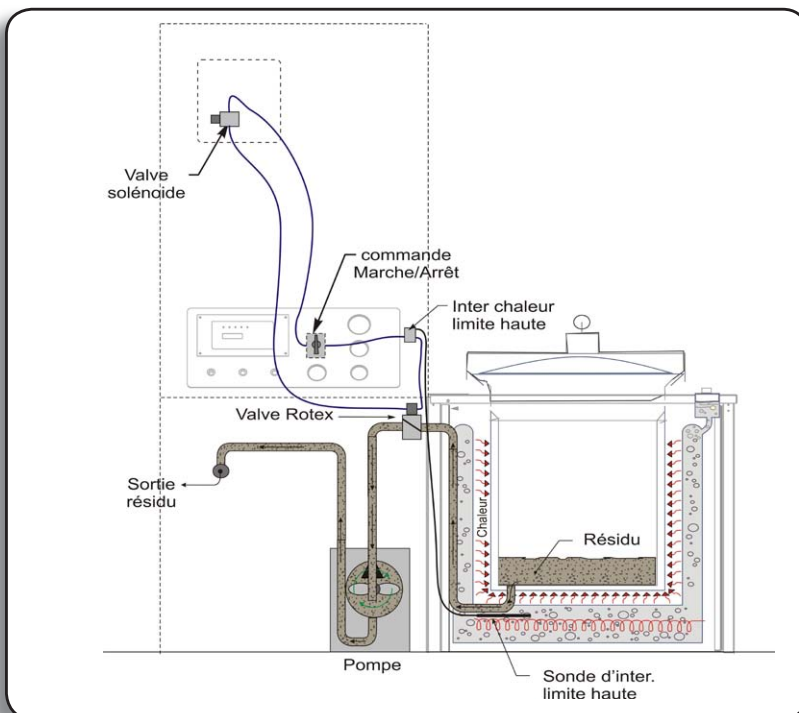 Valve
solénoide
commande
Marche/Arrêt
Inter chaleur
limite haute
Valve Rotex
Sortie
résidu
Chaleur
Résidu
Pompe
Sonde d'inter.
limite haute